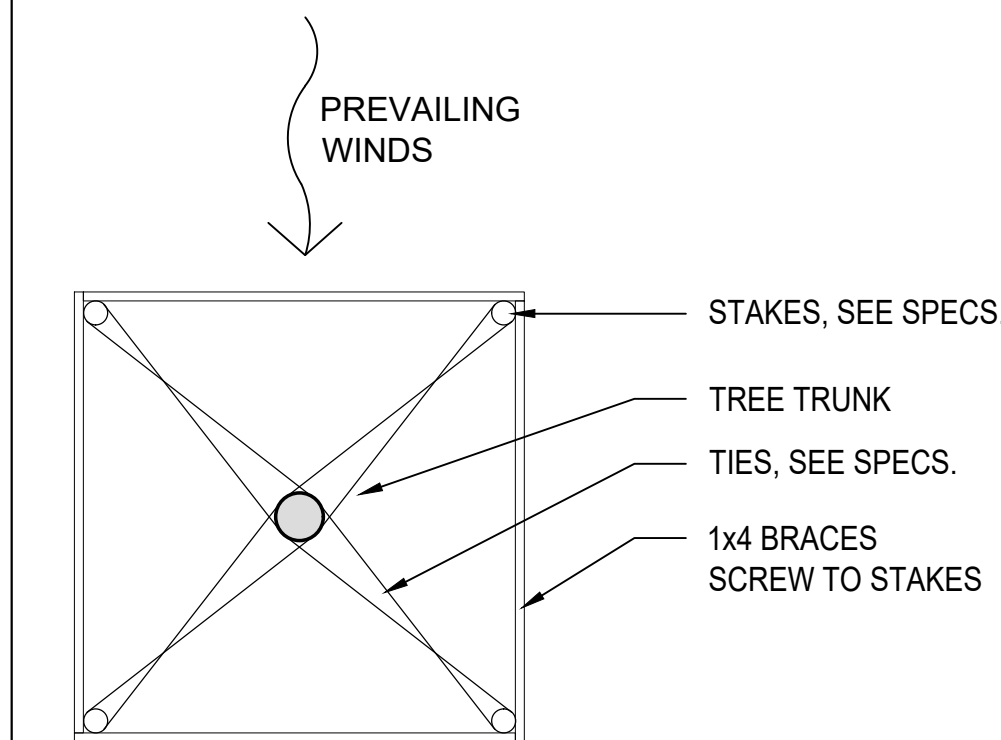 PREVAILING
WINDS
STAKES, SEE SPECS.
TREE TRUNK
TIES, SEE SPECS.
1x4 BRACES
SCREW TO STAKES